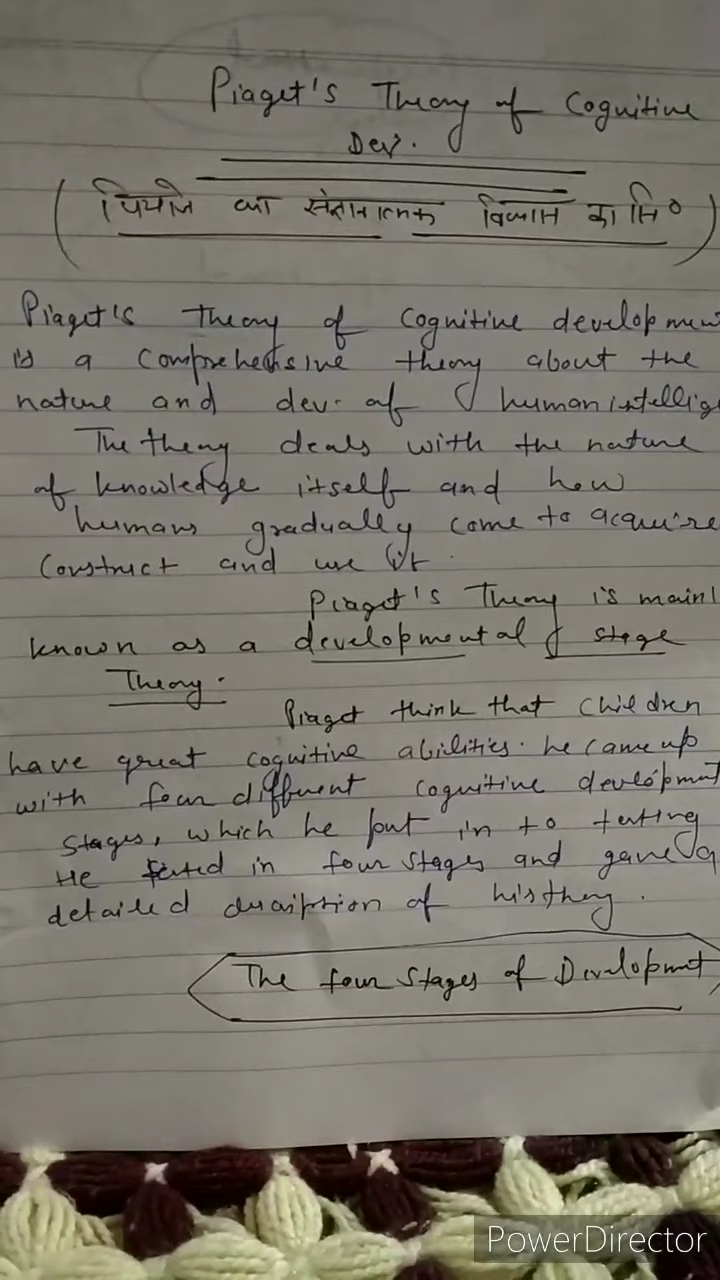 Piaget's Theory of Cognitive
Dev.
(पियाजे का संज्ञानात्मक विकास का सि०)
Piaget's theory of cognitive developmen
is a comprehensive theory about the
nature and dev. of human intellig
The theory deals with the nature
of knowledge itself and how
humans gradually come to acquire
construct and use it.
Piaget's Theory is mainl
known as a developmental stage
Theory.
Piaget think that children
have great cognitive abilities. he came up
with four different cognitive development
stages, which he put in to testing
He in four stages and gave a
detailed description of his theory.
The four stages of Development
PowerDirector